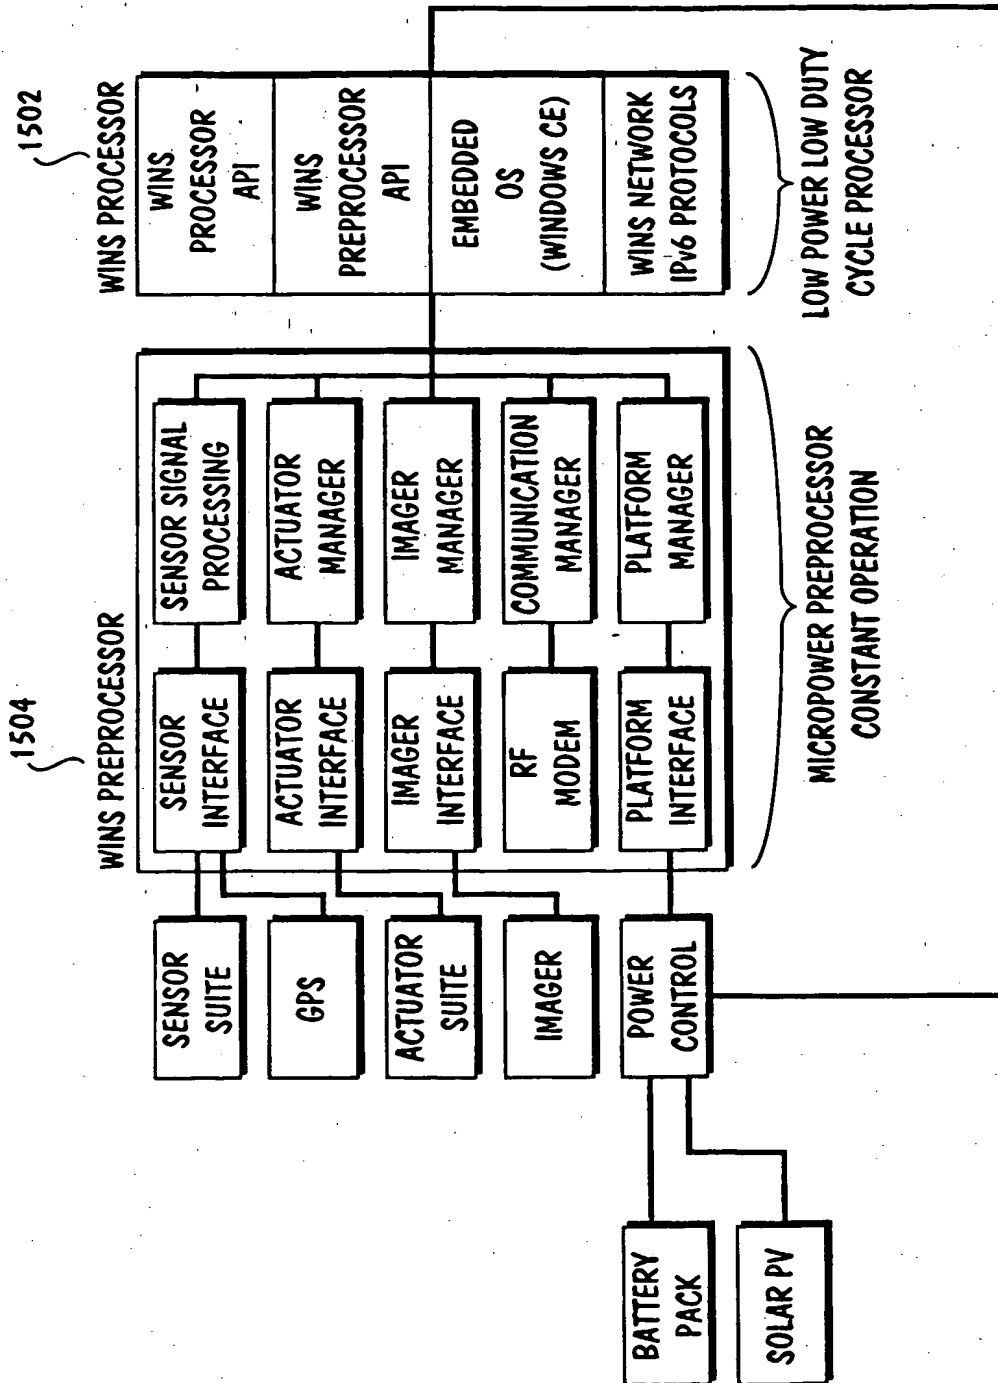 1504
WINS PREPROCESSOR
1502
WINS PROCESSOR
SENSOR
SUITE
SENSOR
INTERFACE
SENSOR SIGNAL
PROCESSING
WINS
PROCESSOR
API
GPS
ACTUATOR
INTERFACE
ACTUATOR
MANAGER
WINS
PREPROCESSOR
API
ACTUATOR
SUITE
IMAGER
INTERFACE
IMAGER
MANAGER
EMBEDDED
OS
(WINDOWS CE)
IMAGER
RF
MODEM
COMMUNICATION
MANAGER
WINS NETWORK
IPv6 PROTOCOLS
BATTERY
PACK
POWER
CONTROL
PLATFORM
INTERFACE
PLATFORM
MANAGER
SOLAR PV
MICROPOWER PREPROCESSOR
CONSTANT OPERATION
LOW POWER LOW DUTY
CYCLE PROCESSOR